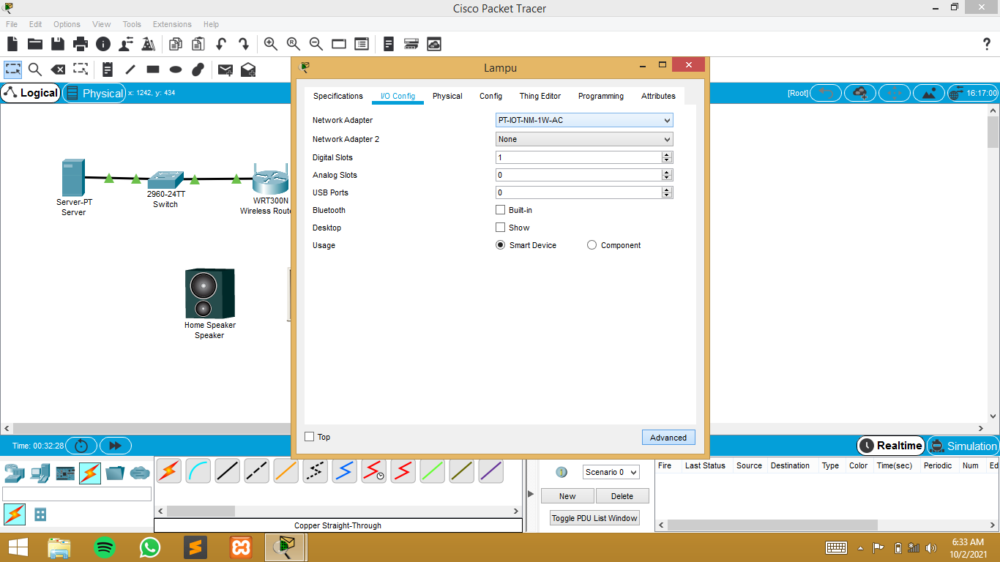 Cisco Packet Tracer
File Edit Options View Tools Extensions Help
?
Logical
Physical
x: 1242, y: 434
[Root]
16:17:00
Server-PT
Server
2960-24TT
Switch
WRT300N
Wireless Route
Home Speaker
Speaker
Lampu
Specifications I/O Config Physical Config Thing Editor Programming Attributes
Network Adapter PT-IOT-NM-1W-AC
Network Adapter 2 None
Digital Slots 1
Analog Slots 0
USB Ports 0
Bluetooth Built-in
Desktop Show
Usage Smart Device Component
Top
Advanced
Time: 00:32:28
Realtime
Simulation
Copper Straight-Through
Scenario 0
New
Delete
Toggle PDU List Window
Fire Last Status Source Destination Type Color Time(sec) Periodic Num Ed
6:33 AM
10/2/2021